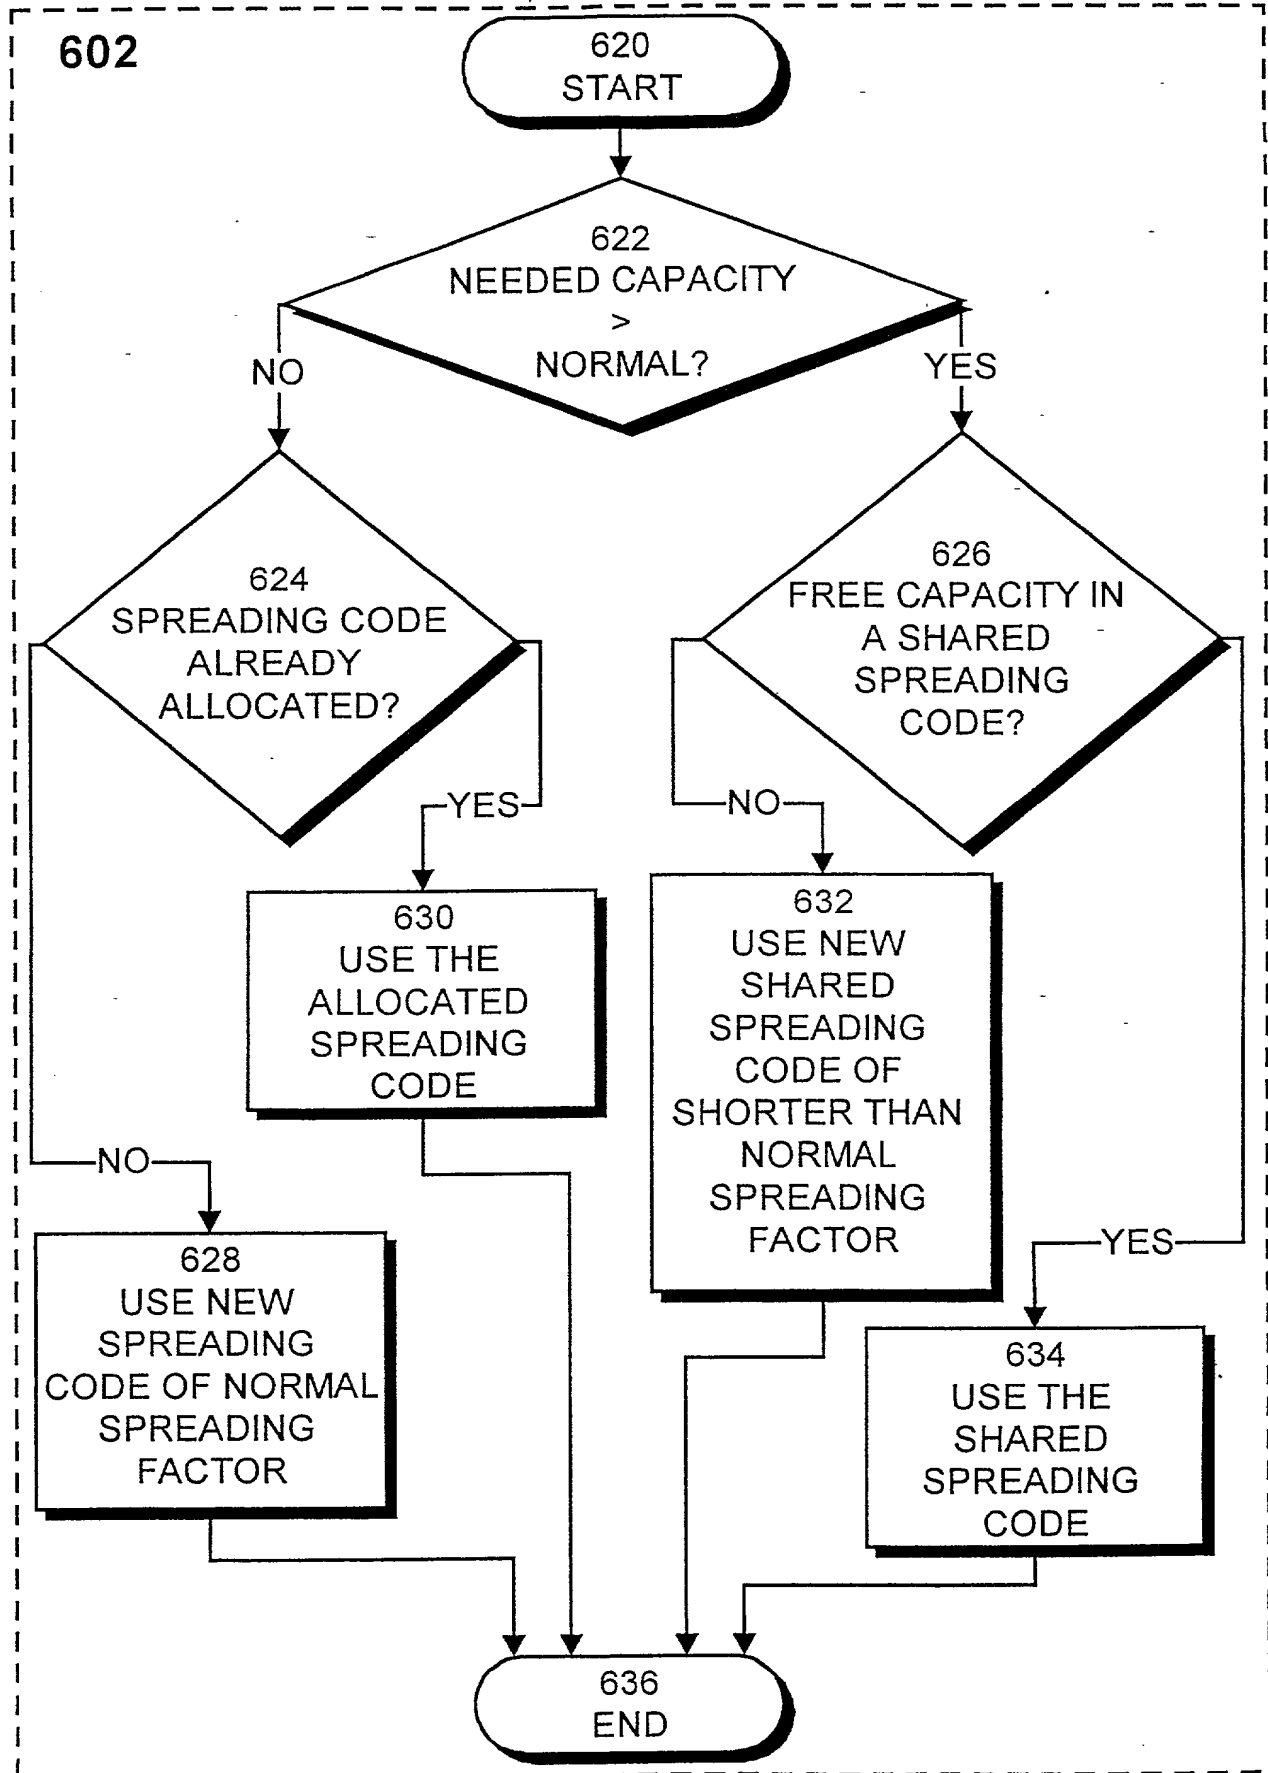 602
620
START
622
NEEDED CAPACITY
>
NORMAL?
NO
YES
624
SPREADING CODE
ALREADY
ALLOCATED?
626
FREE CAPACITY IN
A SHARED
SPREADING
CODE?
YES
NO
630
USE THE
ALLOCATED
SPREADING
CODE
632
USE NEW
SHARED
SPREADING
CODE OF
SHORTER THAN
NORMAL
SPREADING
FACTOR
NO
YES
628
USE NEW
SPREADING
CODE OF NORMAL
SPREADING
FACTOR
634
USE THE
SHARED
SPREADING
CODE
636
END